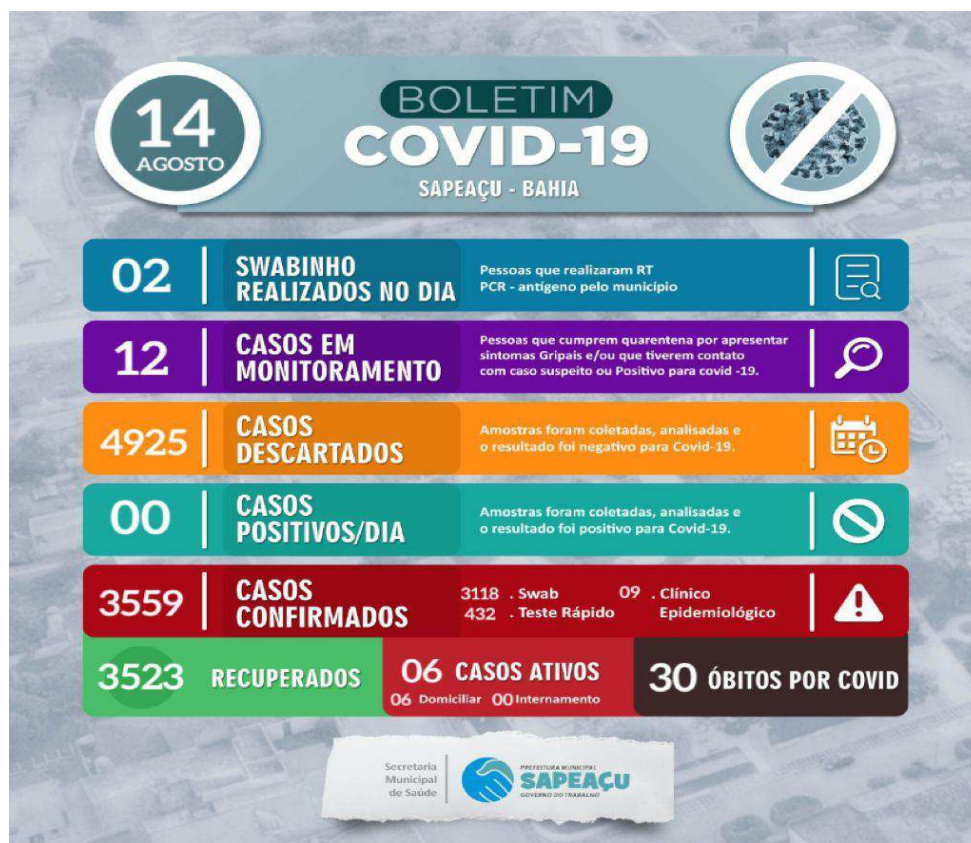 14
AGOSTO
BOLETIM
COVID-19
SAPEAÇU - BAHIA
02
SWABINHO
REALIZADOS NO DIA
Pessoas que realizaram RT
PCR - antígeno pelo município
12
CASOS EM
MONITORAMENTO
Pessoas que cumprem quarentena por apresentar
sintomas Gripais e/ou que tiverem contato
com caso suspeito ou Positivo para covid -19.
4925
CASOS
DESCARTADOS
Amostras foram coletadas, analisadas e
o resultado foi negativo para Covid-19.
00
CASOS
POSITIVOS/DIA
Amostras foram coletadas, analisadas e
o resultado foi positivo para Covid-19.
3559
CASOS
CONFIRMADOS
3118 . Swab
432 . Teste Rápido
09 . Clínico
Epidemiológico
3523 RECUPERADOS
06 CASOS ATIVOS
06 Domiciliar 00 Internamento
30 ÓBITOS POR COVID
Secretaria
Municipal
de Saúde
PREFEITURA MUNICIPAL
SAPEAÇU
GOVERNO DO TRABALHO